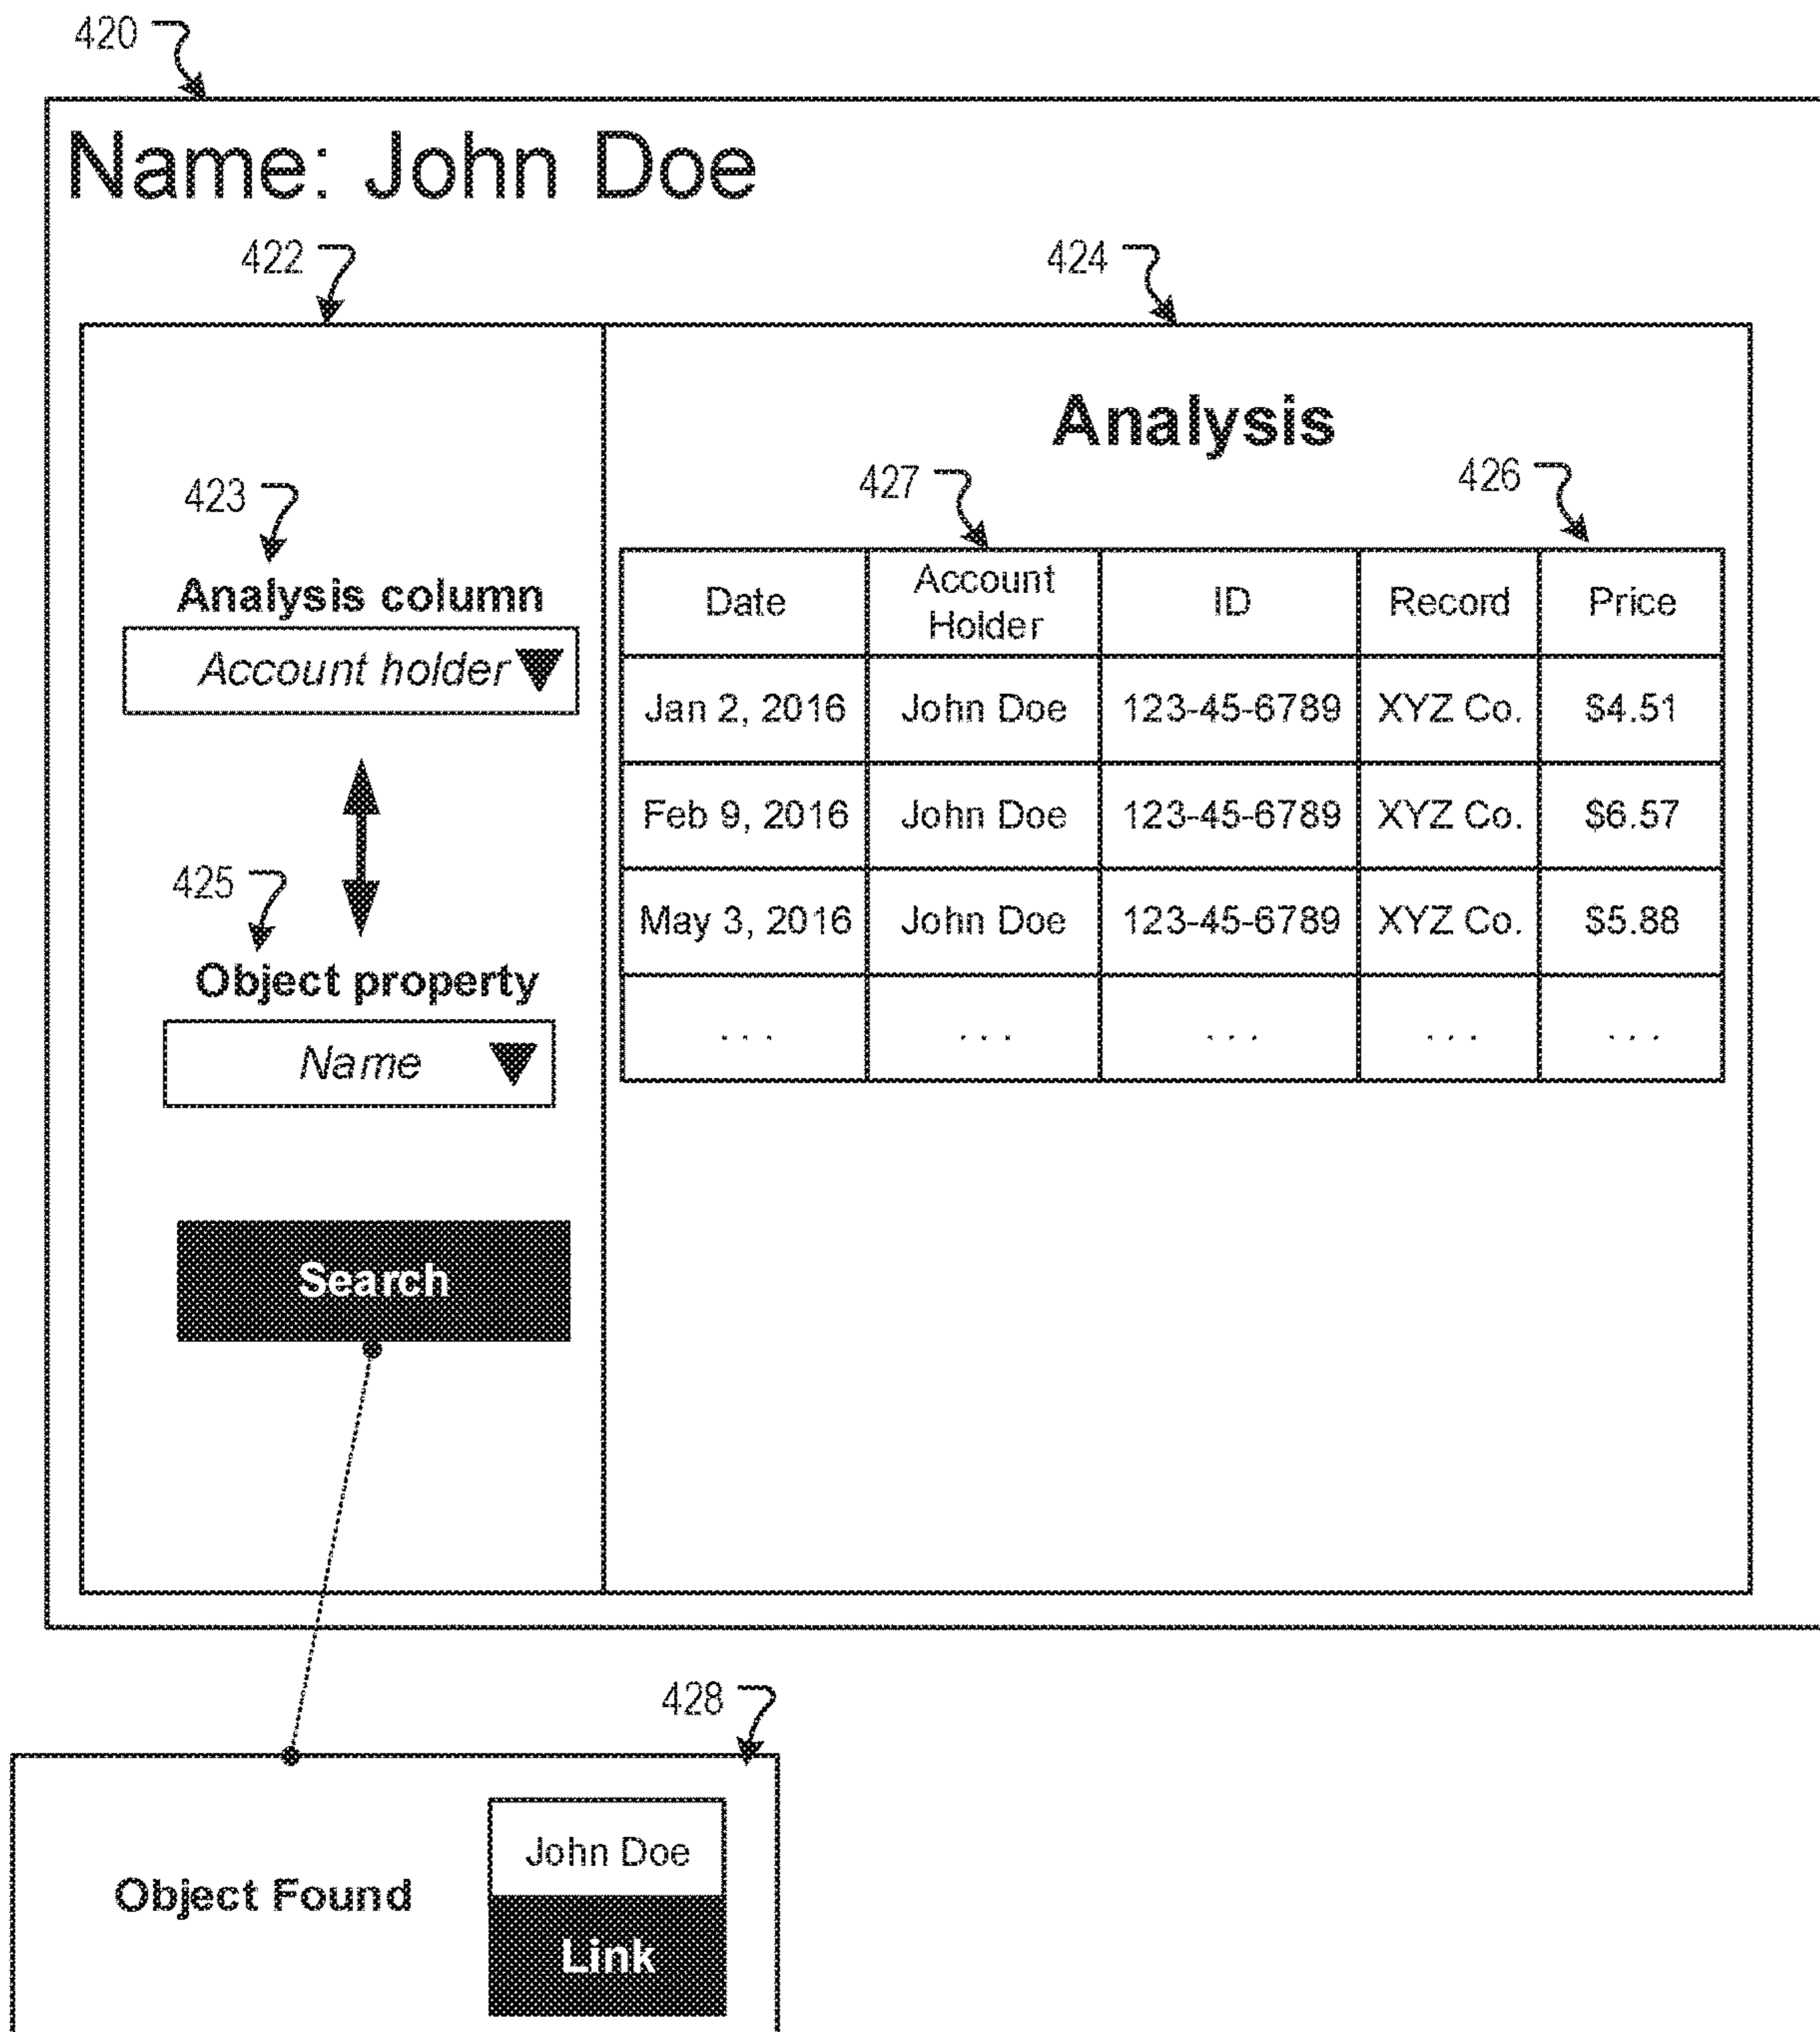 420
Name: John Doe
422
424
Analysis
423
427
426
Analysis column
Account holder
425
Object property
Name
Search
Date Account Holder ID Record Price
Jan 2, 2016 John Doe 123-45-6789 XYZ Co. $4.51
Feb 9, 2016 John Doe 123-45-6789 XYZ Co. $6.57
May 3, 2016 John Doe 123-45-6789 XYZ Co. $5.88
... ... ... ... ...
428
Object Found
John Doe
Link